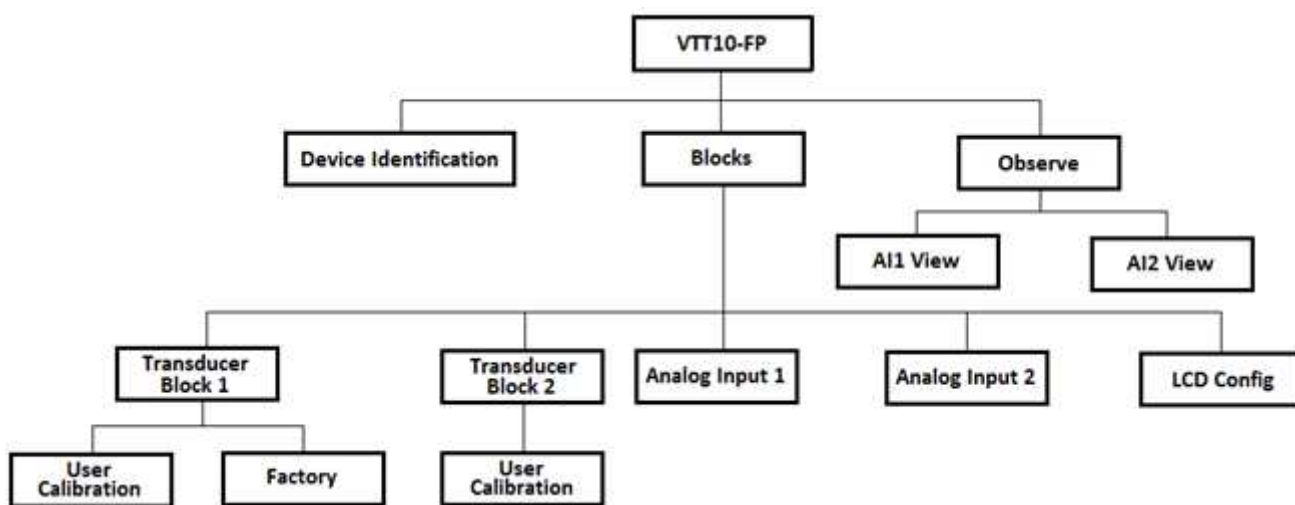 VTT10-FP
Device Identification
Blocks
Observe
AI1 View
AI2 View
Transducer
Block 1
Transducer
Block 2
Analog Input 1
Analog Input 2
LCD Config
User
Calibration
Factory
User
Calibration